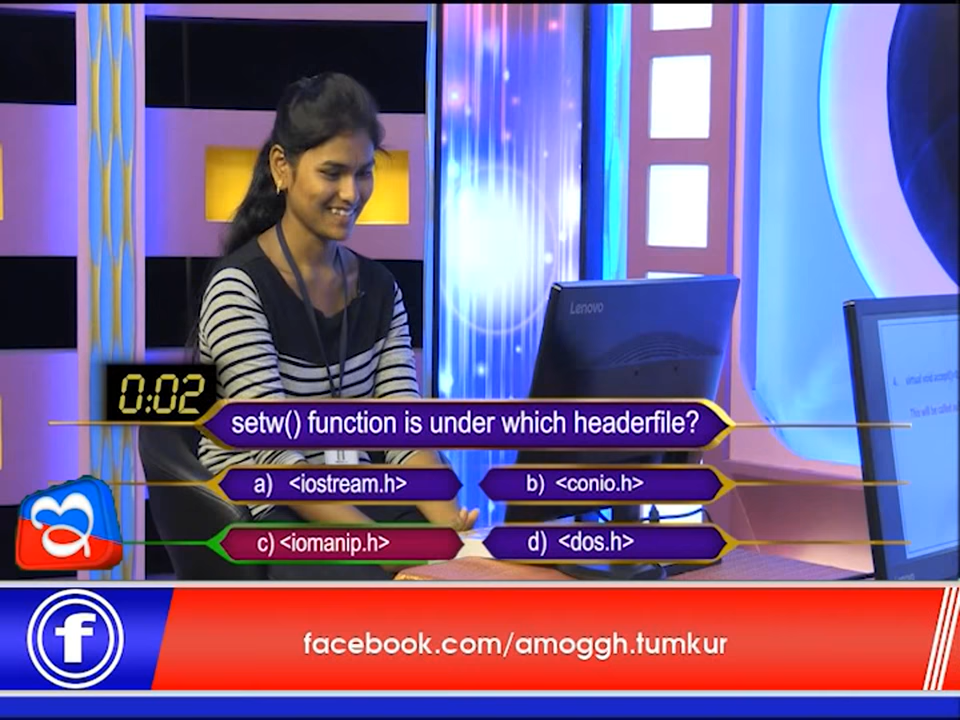 Lenovo
0:02
setw() function is under which headerfile?
a) <iostream.h>
b) <conio.h>
c) <iomanip.h>
d) <dos.h>
f
facebook.com/amoggh.tumkur